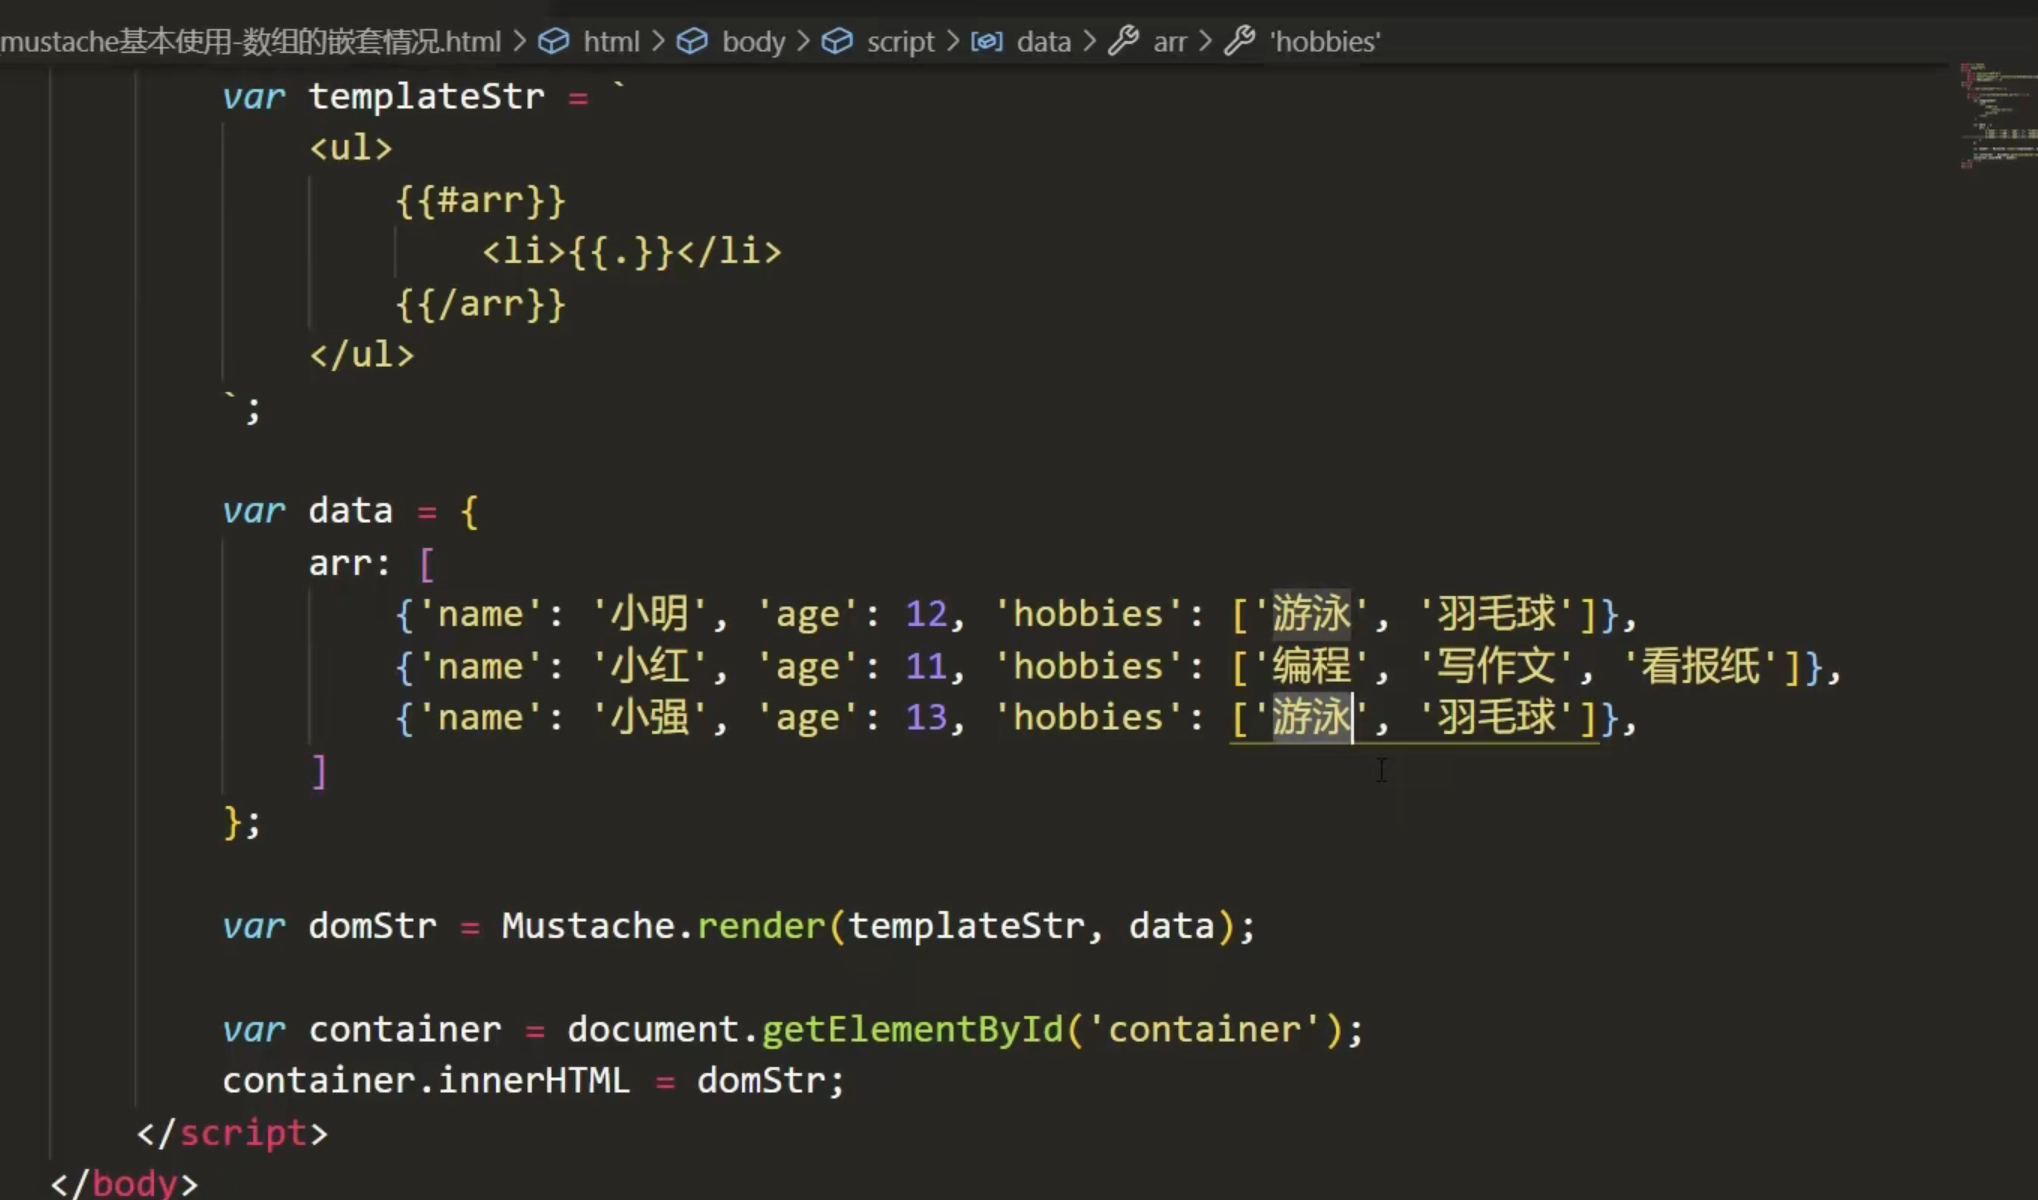 mustache基本使用-数组的嵌套情况.html > html > body > script > data > arr > 'hobbies'
var templateStr = `
<ul>
{{#arr}}
<li>{{.}}</li>
{{/arr}}
</ul>
`;
var data = {
arr: [
{'name': '小明', 'age': 12, 'hobbies': ['游泳', '羽毛球']},
{'name': '小红', 'age': 11, 'hobbies': ['编程', '写作文', '看报纸']},
{'name': '小强', 'age': 13, 'hobbies': ['游泳', '羽毛球']},
]
};
var domStr = Mustache.render(templateStr, data);
var container = document.getElementById('container');
container.innerHTML = domStr;
</script>
</body>